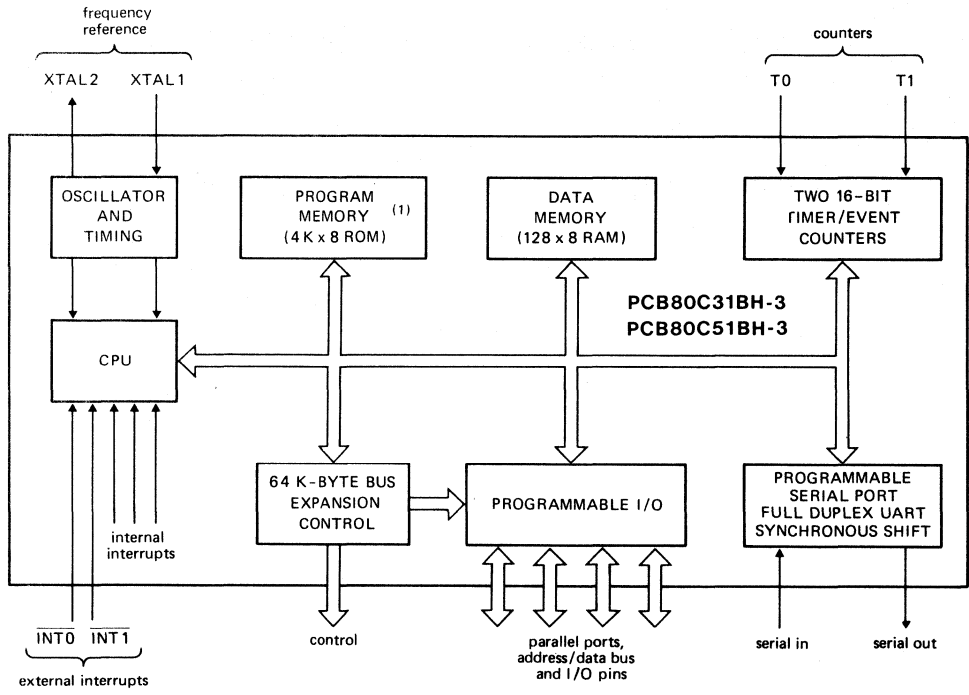 frequency
reference
counters
XTAL2
XTAL1
T0
T1
OSCILLATOR
AND
TIMING
PROGRAM
MEMORY (1)
(4K x 8 ROM)
DATA
MEMORY
(128 x 8 RAM)
TWO 16-BIT
TIMER/EVENT
COUNTERS
PCB80C31BH-3
PCB80C51BH-3
CPU
64 K-BYTE BUS
EXPANSION
CONTROL
PROGRAMMABLE I/O
PROGRAMMABLE
SERIAL PORT
FULL DUPLEX UART
SYNCHRONOUS SHIFT
internal
interrupts
INT0
INT1
external interrupts
control
parallel ports,
address/data bus
and I/O pins
serial in
serial out